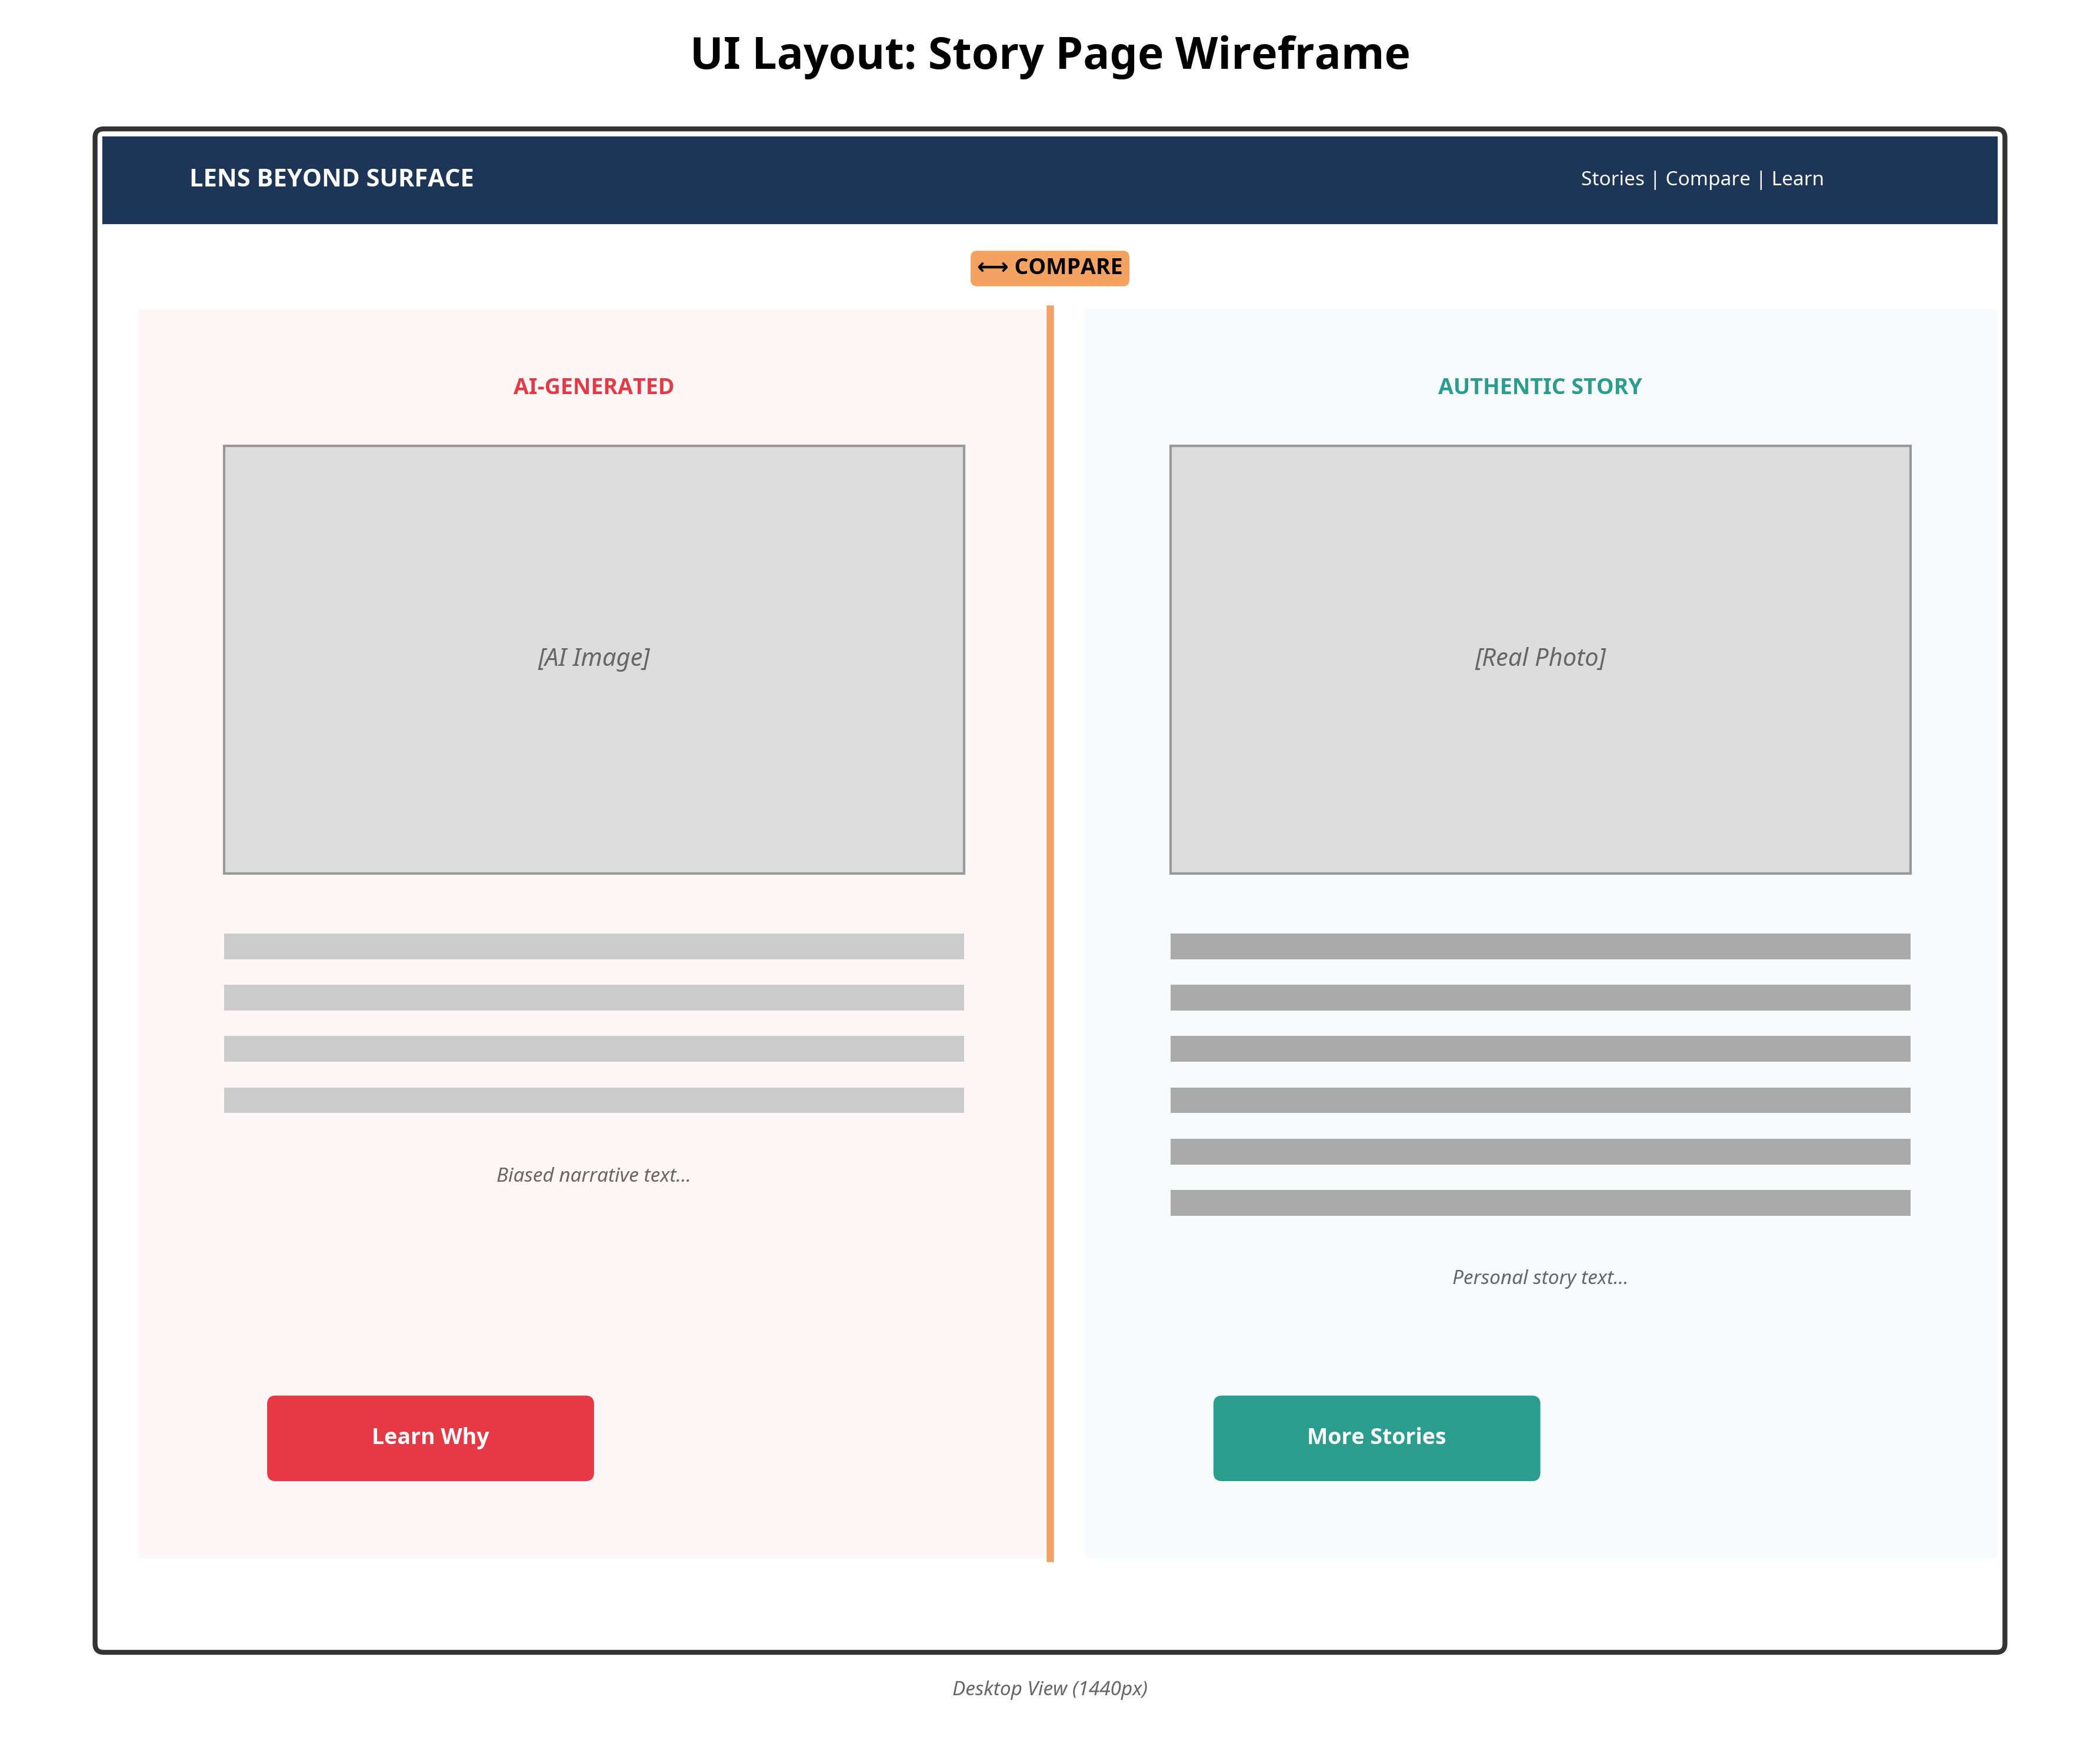 UI Layout: Story Page Wireframe
LENS BEYOND SURFACE
Stories | Compare | Learn
⟷ COMPARE
AI-GENERATED
[AI Image]
Biased narrative text...
Learn Why
AUTHENTIC STORY
[Real Photo]
Personal story text...
More Stories
Desktop View (1440px)